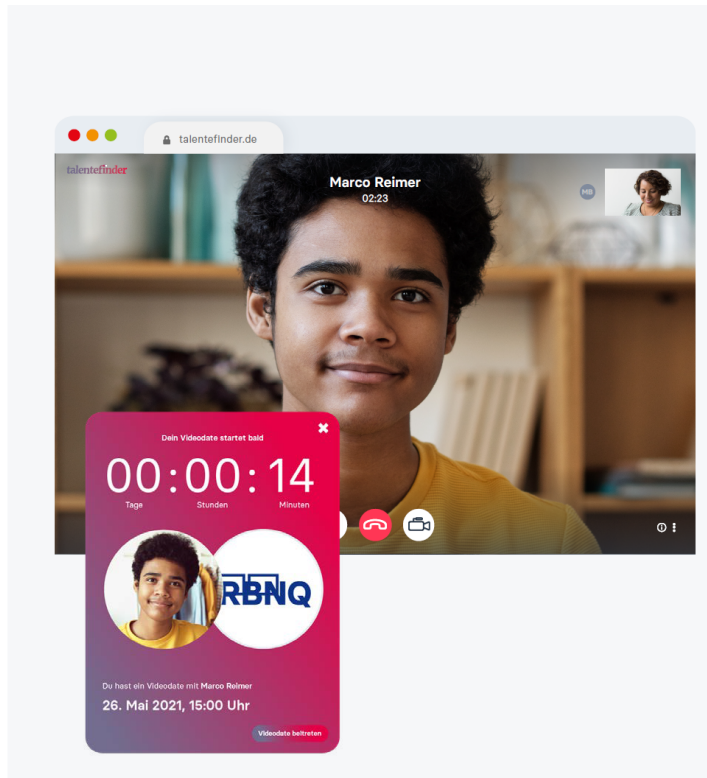 talentefinder.de
talentefinder
Marco Reimer
02:23
MB
Dein Videodate startet bald
00:00:14
Tage Stunden Minuten
RBNQ
Du hast ein Videodate mit Marco Reimer
26. Mai 2021, 15:00 Uhr
Videodate beitreten